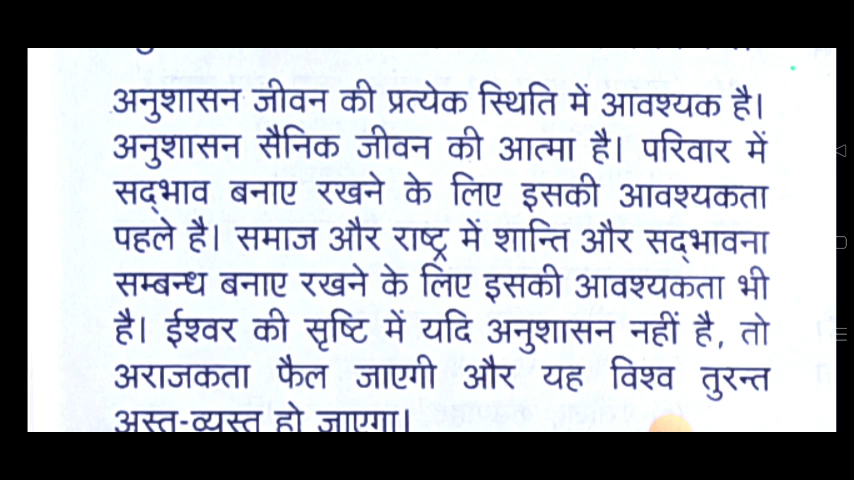 अनुशासन जीवन की प्रत्येक स्थिति में आवश्यक है।
अनुशासन सैनिक जीवन की आत्मा है। परिवार में
सद्भाव बनाए रखने के लिए इसकी आवश्यकता
पहले है। समाज और राष्ट्र में शान्ति और सद्भावना
सम्बन्ध बनाए रखने के लिए इसकी आवश्यकता भी
है। ईश्वर की सृष्टि में यदि अनुशासन नहीं है, तो
अराजकता फैल जाएगी और यह विश्व तुरन्त
अस्त-व्यस्त हो जाएगा।